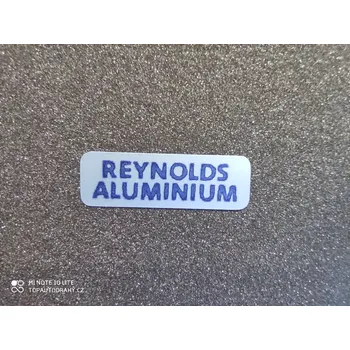 REYNOLDS
ALUMINIUM
MI NOTE 10 LITE
TOPAUTODRAHY.CZ